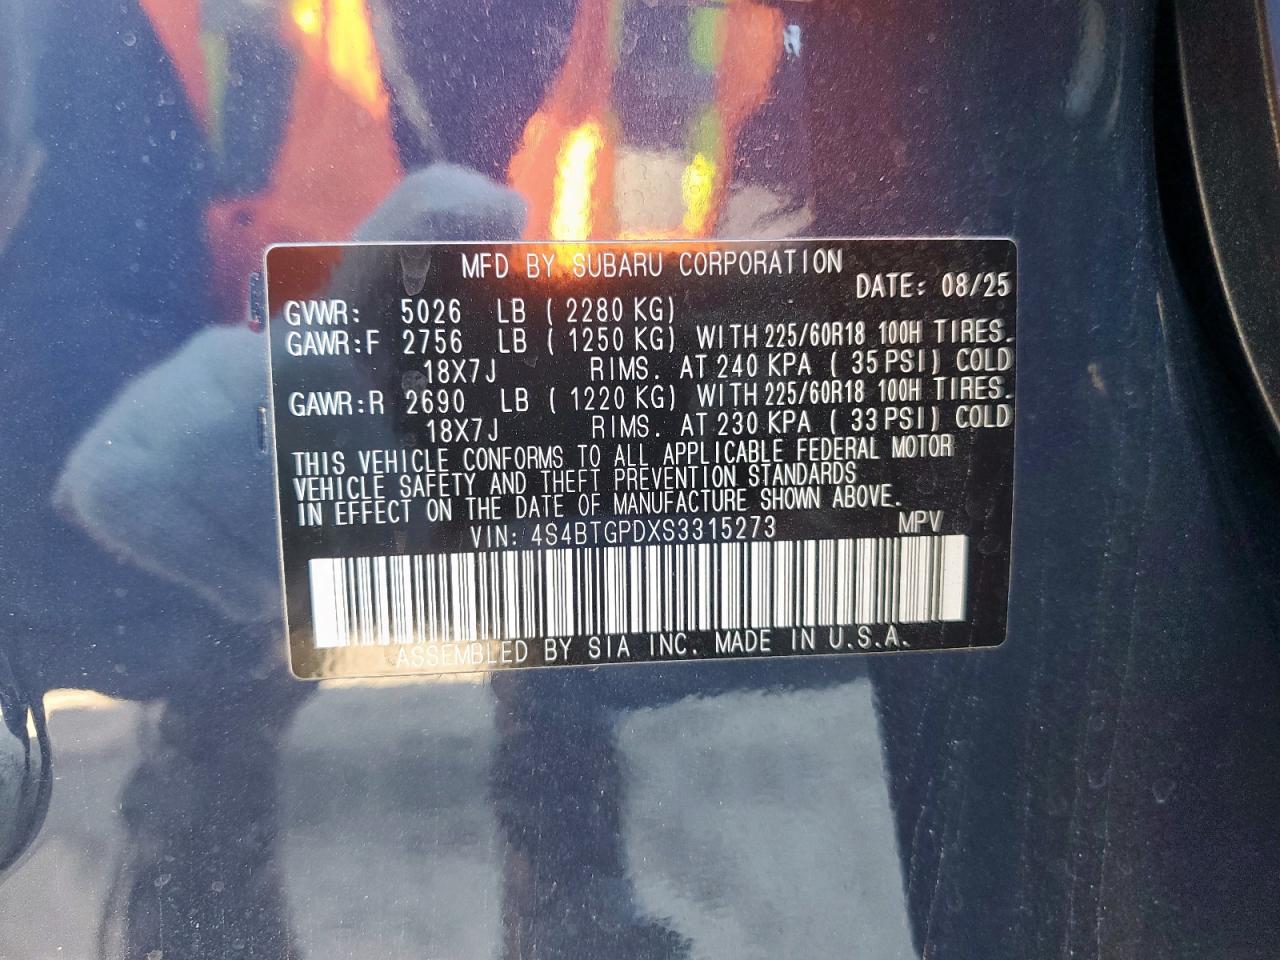 MFD BY SUBARU CORPORATION
DATE: 08/25
GVWR: 5026 LB ( 2280 KG)
GAWR:F 2756 LB ( 1250 KG) WITH 225/60R18 100H TIRES.
18X7J RIMS. AT 240 KPA ( 35 PSI) COLD
GAWR:R 2690 LB ( 1220 KG) WITH 225/60R18 100H TIRES.
18X7J RIMS. AT 230 KPA ( 33 PSI) COLD
THIS VEHICLE CONFORMS TO ALL APPLICABLE FEDERAL MOTOR
VEHICLE SAFETY AND THEFT PREVENTION STANDARDS
IN EFFECT ON THE DATE OF MANUFACTURE SHOWN ABOVE.
VIN: 4S4BTGPDXS3315273 MPV
ASSEMBLED BY SIA INC. MADE IN U.S.A.